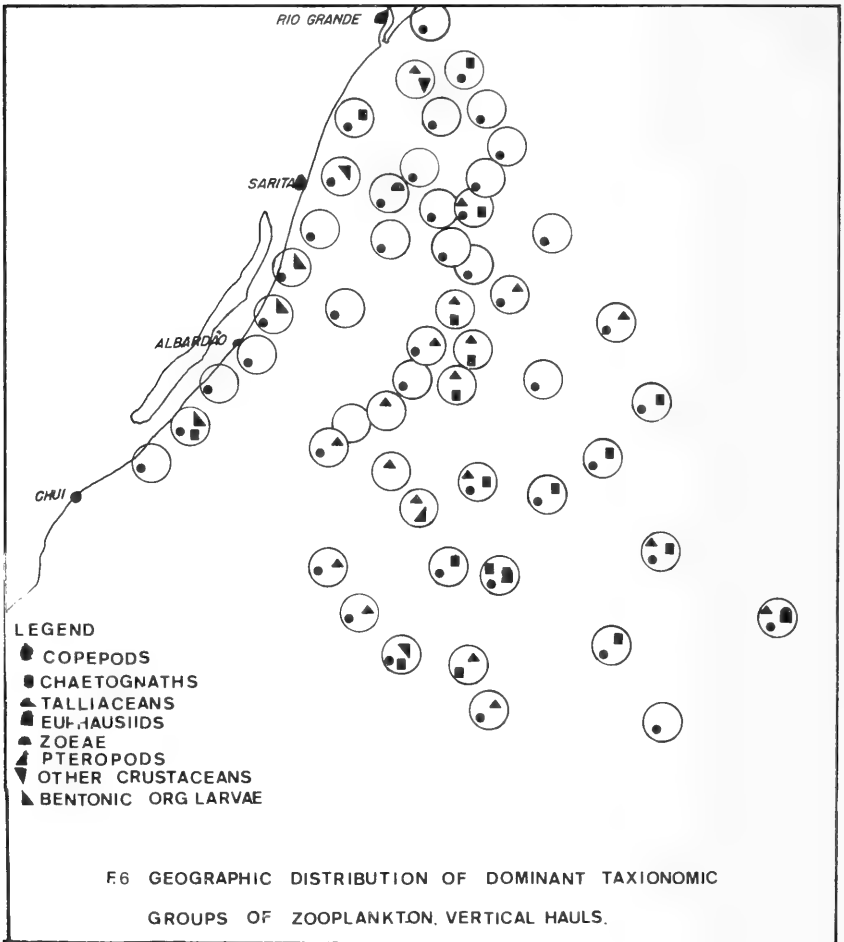 RIO GRANDE
SARITA
ALBARDÃO
CHUI
LEGEND
COPEPODS
CHAETOGNATHS
TALLIACEANS
EUPHAUSIIDS
ZOEAE
PTEROPODS
OTHER CRUSTACEANS
BENTONIC ORG LARVAE
F.6 GEOGRAPHIC DISTRIBUTION OF DOMINANT TAXIONOMIC
GROUPS OF ZOOPLANKTON. VERTICAL HAULS.